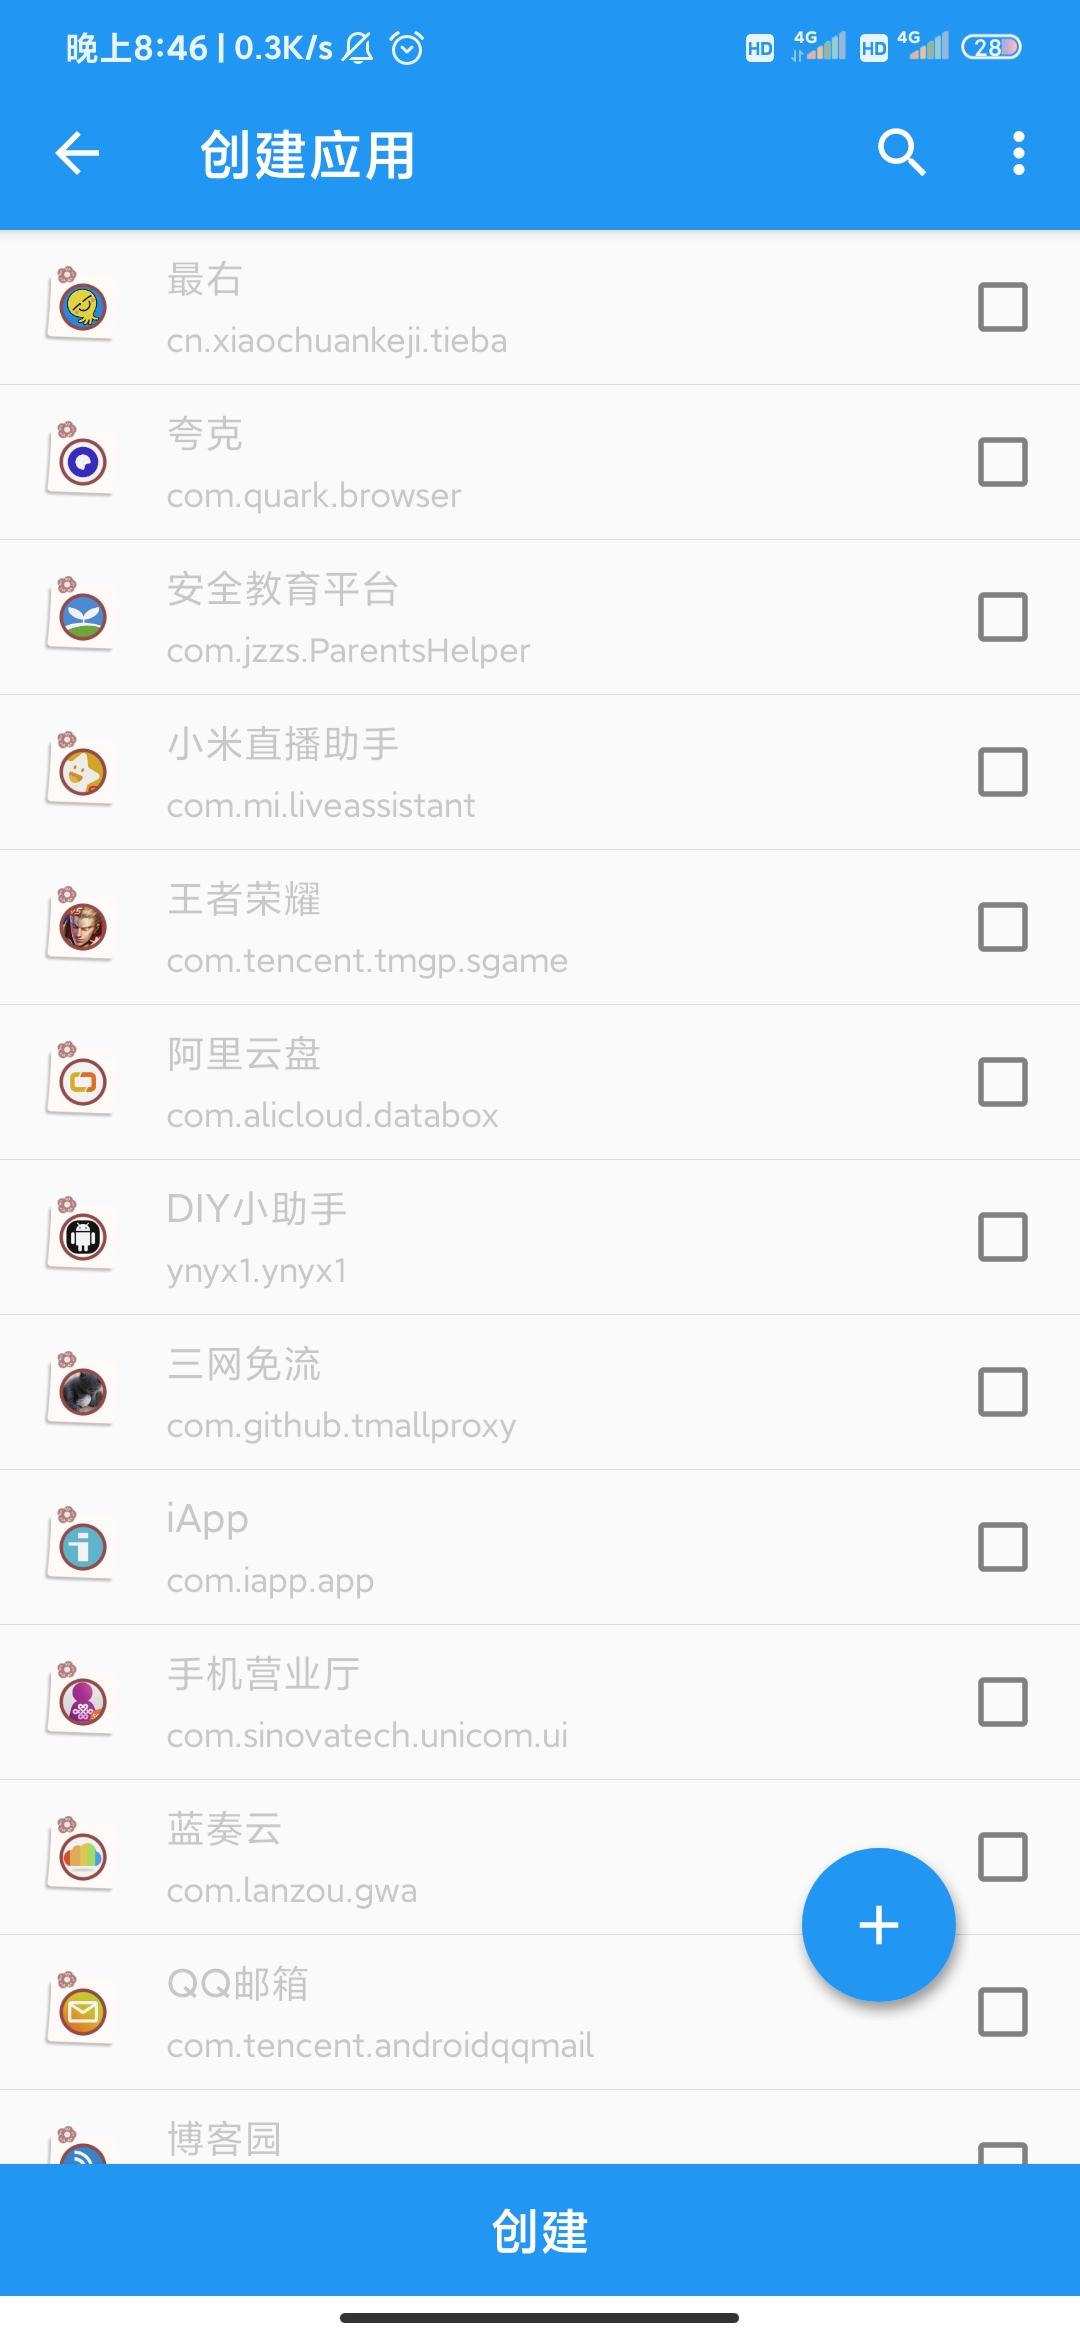 晚上8:46 | 0.3K/s
HD 4G HD 4G 28
创建应用
最右
cn.xiaochuankeji.tieba
夸克
com.quark.browser
安全教育平台
com.jzzs.ParentsHelper
小米直播助手
com.mi.liveassistant
王者荣耀
com.tencent.tmgp.sgame
阿里云盘
com.alicloud.databox
DIY小助手
ynyx1.ynyx1
三网免流
com.github.tmallproxy
iApp
com.iapp.app
手机营业厅
com.sinovatech.unicom.ui
蓝奏云
com.lanzou.gwa
QQ邮箱
com.tencent.androidqqmail
博客园
创建